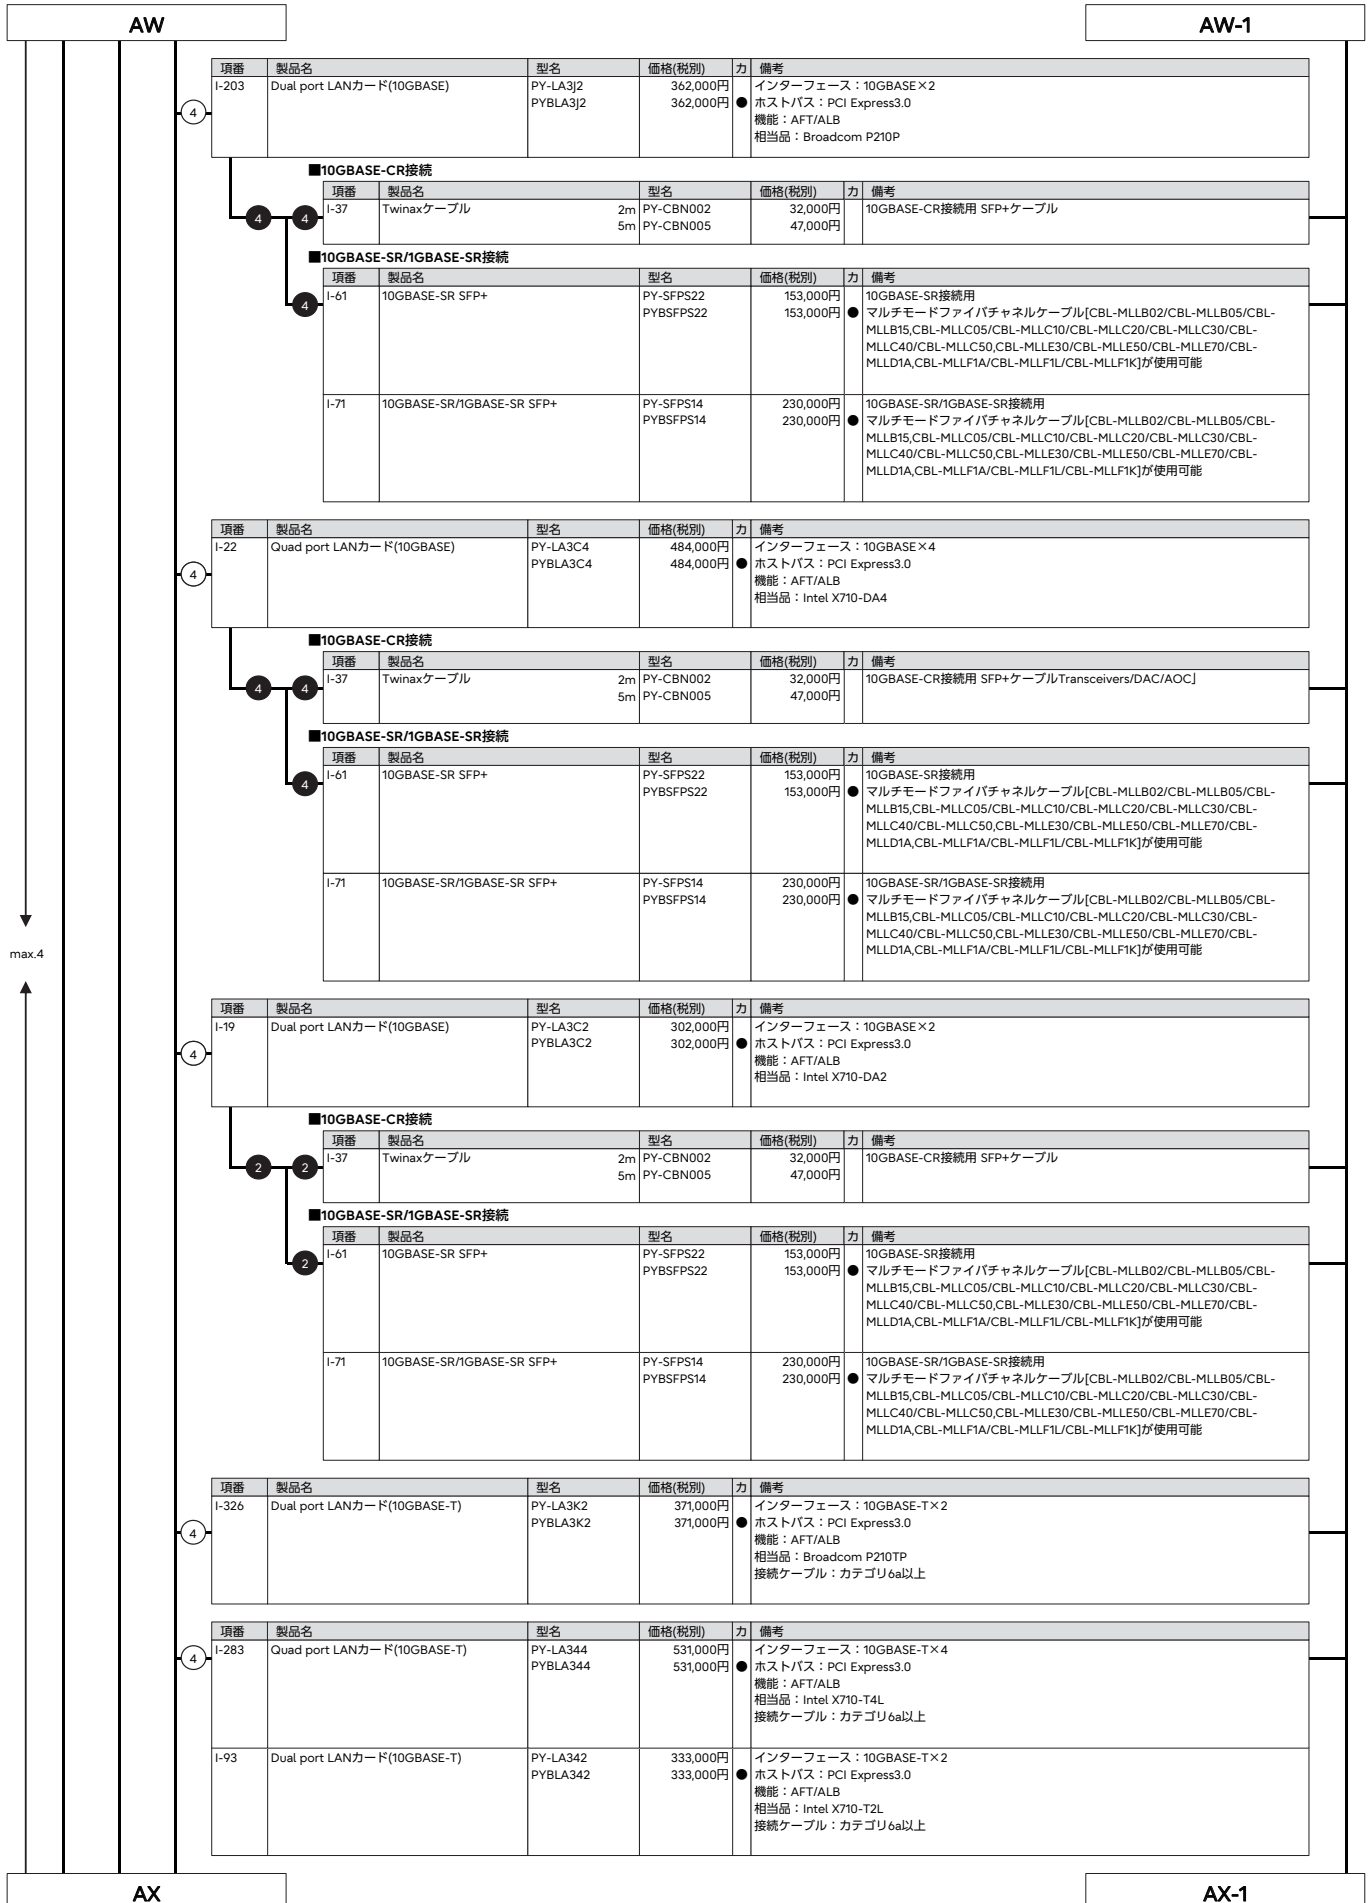 AW
AW-1
項番 製品名 型名 価格(税別) カ 備考
I-203 Dual port LANカード(10GBASE) PY-LA3J2 362,000円 インターフェース：10GBASE×2
PYBLA3J2 362,000円 ● ホストバス：PCI Express3.0
4
機能：AFT/ALB
相当品：Broadcom P210P
■10GBASE-CR接続
項番 製品名 型名 価格(税別) カ 備考
I-37 Twinaxケーブル 2m PY-CBN002 32,000円 10GBASE-CR接続用 SFP+ケーブル
4 4
5m PY-CBN005 47,000円
■10GBASE-SR/1GBASE-SR接続
項番 製品名 型名 価格(税別) カ 備考
I-61 10GBASE-SR SFP+ PY-SFPS22 153,000円 10GBASE-SR接続用
4
PYBSFPS22 153,000円 ● マルチモードファイバチャネルケーブル[CBL-MLLB02/CBL-MLLB05/CBL-
MLLB15,CBL-MLLC05/CBL-MLLC10/CBL-MLLC20/CBL-MLLC30/CBL-
MLLC40/CBL-MLLC50,CBL-MLLE30/CBL-MLLE50/CBL-MLLE70/CBL-
MLLD1A,CBL-MLLF1A/CBL-MLLF1L/CBL-MLLF1K]が使用可能
I-71 10GBASE-SR/1GBASE-SR SFP+ PY-SFPS14 230,000円 10GBASE-SR/1GBASE-SR接続用
PYBSFPS14 230,000円 ● マルチモードファイバチャネルケーブル[CBL-MLLB02/CBL-MLLB05/CBL-
MLLB15,CBL-MLLC05/CBL-MLLC10/CBL-MLLC20/CBL-MLLC30/CBL-
MLLC40/CBL-MLLC50,CBL-MLLE30/CBL-MLLE50/CBL-MLLE70/CBL-
MLLD1A,CBL-MLLF1A/CBL-MLLF1L/CBL-MLLF1K]が使用可能
項番 製品名 型名 価格(税別) カ 備考
I-22 Quad port LANカード(10GBASE) PY-LA3C4 484,000円 インターフェース：10GBASE×4
PYBLA3C4 484,000円 ● ホストバス：PCI Express3.0
4
機能：AFT/ALB
相当品：Intel X710-DA4
■10GBASE-CR接続
項番 製品名 型名 価格(税別) カ 備考
I-37 Twinaxケーブル 2m PY-CBN002 32,000円 10GBASE-CR接続用 SFP+ケーブルTransceivers/DAC/AOC」
4 4
5m PY-CBN005 47,000円
■10GBASE-SR/1GBASE-SR接続
項番 製品名 型名 価格(税別) カ 備考
I-61 10GBASE-SR SFP+ PY-SFPS22 153,000円 10GBASE-SR接続用
4
PYBSFPS22 153,000円 ● マルチモードファイバチャネルケーブル[CBL-MLLB02/CBL-MLLB05/CBL-
MLLB15,CBL-MLLC05/CBL-MLLC10/CBL-MLLC20/CBL-MLLC30/CBL-
MLLC40/CBL-MLLC50,CBL-MLLE30/CBL-MLLE50/CBL-MLLE70/CBL-
MLLD1A,CBL-MLLF1A/CBL-MLLF1L/CBL-MLLF1K]が使用可能
I-71 10GBASE-SR/1GBASE-SR SFP+ PY-SFPS14 230,000円 10GBASE-SR/1GBASE-SR接続用
PYBSFPS14 230,000円 ● マルチモードファイバチャネルケーブル[CBL-MLLB02/CBL-MLLB05/CBL-
MLLB15,CBL-MLLC05/CBL-MLLC10/CBL-MLLC20/CBL-MLLC30/CBL-
MLLC40/CBL-MLLC50,CBL-MLLE30/CBL-MLLE50/CBL-MLLE70/CBL-
MLLD1A,CBL-MLLF1A/CBL-MLLF1L/CBL-MLLF1K]が使用可能
max.4
項番 製品名 型名 価格(税別) カ 備考
I-19 Dual port LANカード(10GBASE) PY-LA3C2 302,000円 インターフェース：10GBASE×2
PYBLA3C2 302,000円 ● ホストバス：PCI Express3.0
4
機能：AFT/ALB
相当品：Intel X710-DA2
■10GBASE-CR接続
項番 製品名 型名 価格(税別) カ 備考
I-37 Twinaxケーブル 2m PY-CBN002 32,000円 10GBASE-CR接続用 SFP+ケーブル
2 2
5m PY-CBN005 47,000円
■10GBASE-SR/1GBASE-SR接続
項番 製品名 型名 価格(税別) カ 備考
I-61 10GBASE-SR SFP+ PY-SFPS22 153,000円 10GBASE-SR接続用
2
PYBSFPS22 153,000円 ● マルチモードファイバチャネルケーブル[CBL-MLLB02/CBL-MLLB05/CBL-
MLLB15,CBL-MLLC05/CBL-MLLC10/CBL-MLLC20/CBL-MLLC30/CBL-
MLLC40/CBL-MLLC50,CBL-MLLE30/CBL-MLLE50/CBL-MLLE70/CBL-
MLLD1A,CBL-MLLF1A/CBL-MLLF1L/CBL-MLLF1K]が使用可能
I-71 10GBASE-SR/1GBASE-SR SFP+ PY-SFPS14 230,000円 10GBASE-SR/1GBASE-SR接続用
PYBSFPS14 230,000円 ● マルチモードファイバチャネルケーブル[CBL-MLLB02/CBL-MLLB05/CBL-
MLLB15,CBL-MLLC05/CBL-MLLC10/CBL-MLLC20/CBL-MLLC30/CBL-
MLLC40/CBL-MLLC50,CBL-MLLE30/CBL-MLLE50/CBL-MLLE70/CBL-
MLLD1A,CBL-MLLF1A/CBL-MLLF1L/CBL-MLLF1K]が使用可能
項番 製品名 型名 価格(税別) カ 備考
I-326 Dual port LANカード(10GBASE-T) PY-LA3K2 371,000円 インターフェース：10GBASE-T×2
PYBLA3K2 371,000円 ● ホストバス：PCI Express3.0
4
機能：AFT/ALB
相当品：Broadcom P210TP
接続ケーブル：カテゴリ6a以上
項番 製品名 型名 価格(税別) カ 備考
I-283 Quad port LANカード(10GBASE-T) PY-LA344 531,000円 インターフェース：10GBASE-T×4
4
PYBLA344 531,000円 ● ホストバス：PCI Express3.0
機能：AFT/ALB
相当品：Intel X710-T4L
接続ケーブル：カテゴリ6a以上
I-93 Dual port LANカード(10GBASE-T) PY-LA342 333,000円 インターフェース：10GBASE-T×2
PYBLA342 333,000円 ● ホストバス：PCI Express3.0
機能：AFT/ALB
相当品：Intel X710-T2L
接続ケーブル：カテゴリ6a以上
AX
AX-1